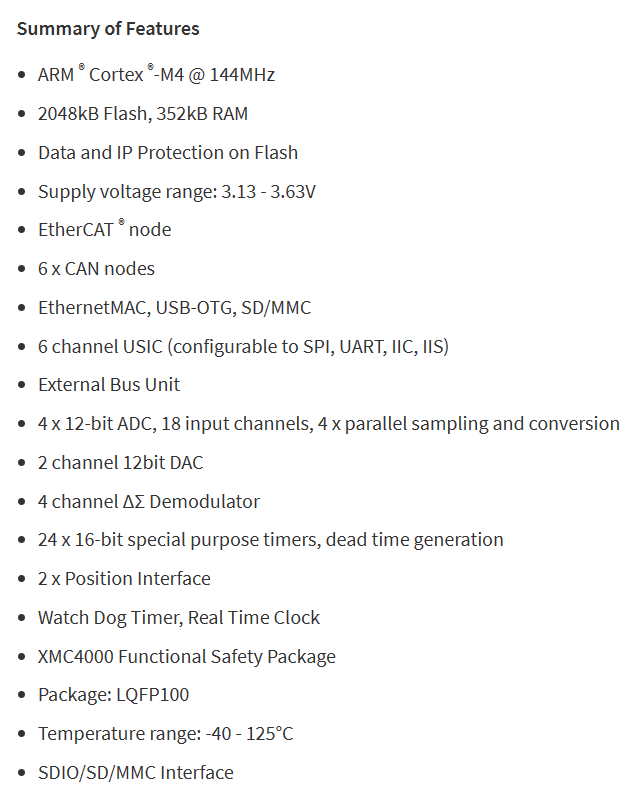 Summary of Features
• ARM ® Cortex ®-M4 @ 144MHz
• 2048kB Flash, 352kB RAM
• Data and IP Protection on Flash
• Supply voltage range: 3.13 - 3.63V
• EtherCAT ® node
• 6 x CAN nodes
• EthernetMAC, USB-OTG, SD/MMC
• 6 channel USIC (configurable to SPI, UART, IIC, IIS)
• External Bus Unit
• 4 x 12-bit ADC, 18 input channels, 4 x parallel sampling and conversion
• 2 channel 12bit DAC
• 4 channel ΔΣ Demodulator
• 24 x 16-bit special purpose timers, dead time generation
• 2 x Position Interface
• Watch Dog Timer, Real Time Clock
• XMC4000 Functional Safety Package
• Package: LQFP100
• Temperature range: -40 - 125°C
• SDIO/SD/MMC Interface